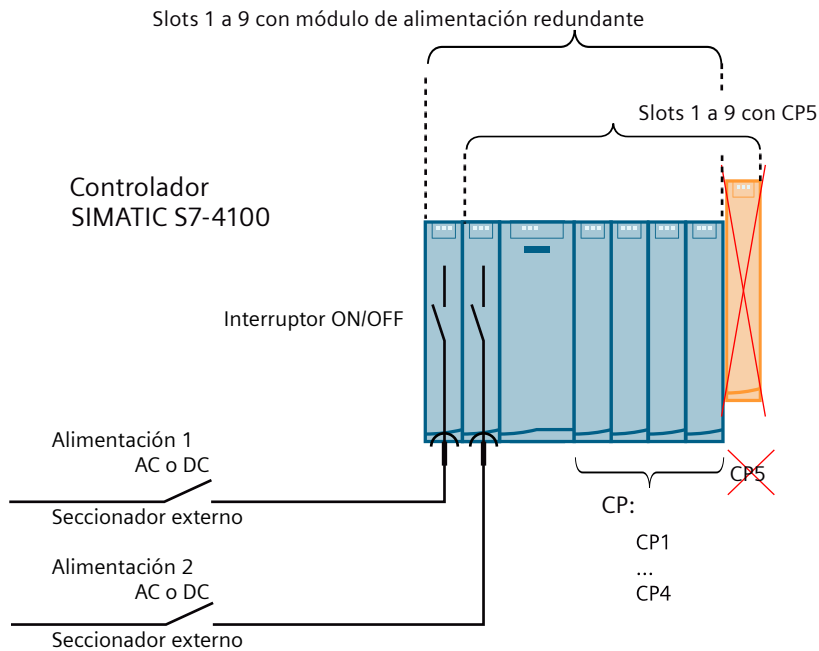 Slots 1 a 9 con módulo de alimentación redundante
Slots 1 a 9 con CP5
Controlador
SIMATIC S7-4100
Interruptor ON/OFF
Alimentación 1
AC o DC
Seccionador externo
CP5
CP:
CP1
...
CP4
Alimentación 2
AC o DC
Seccionador externo